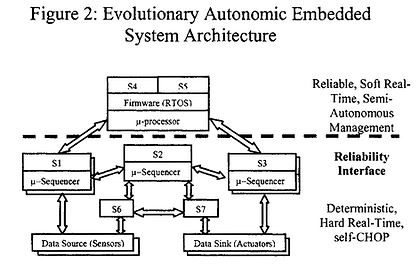 Figure 2: Evolutionary Autonomic Embedded
System Architecture
S4 S5
Firmware (RTOS)
μ-processor
Reliable, Soft Real-
Time, Semi-
Autonomous
Management
S1
μ-Sequencer
S2
μ-Sequencer
S3
μ-Sequencer
Reliability
Interface
S6
S7
Data Source (Sensors)
Data Sink (Actuators)
Deterministic,
Hard Real-Time,
self-CHOP